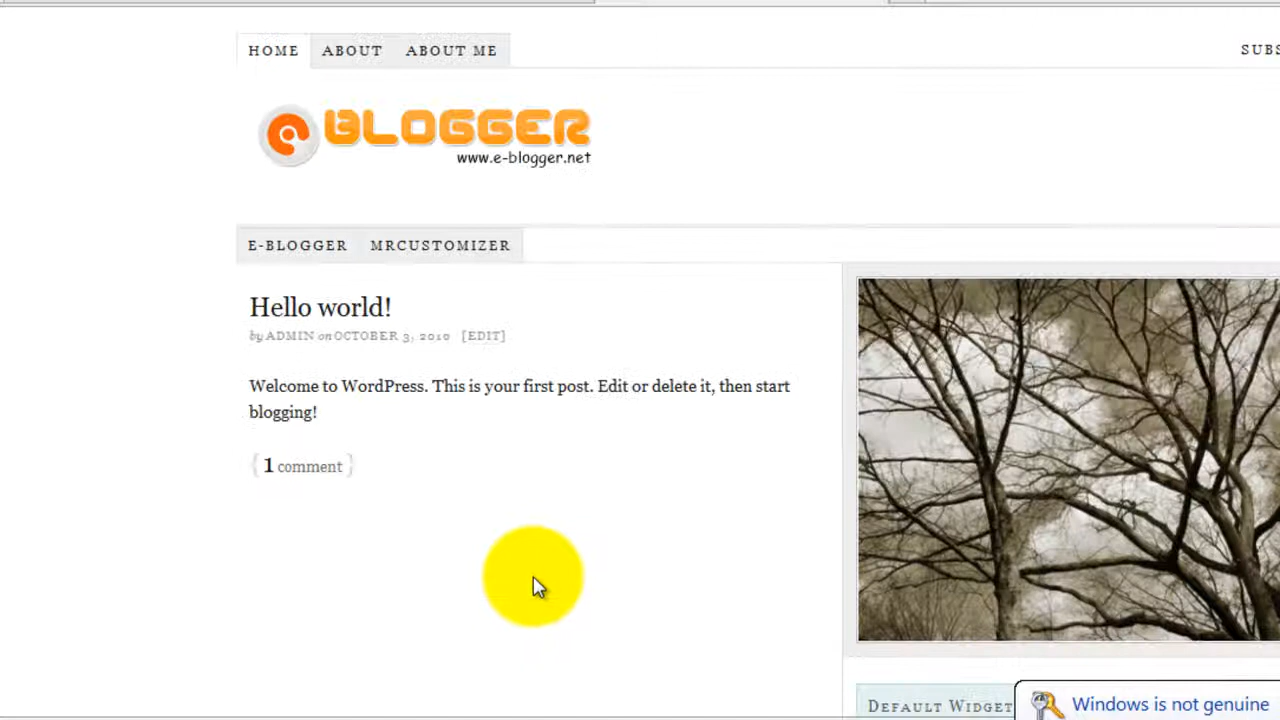 HOME ABOUT ABOUT ME
BLOGGER
www.e-blogger.net
E-BLOGGER MRCUSTOMIZER
Hello world!
by ADMIN on OCTOBER 3, 2010 [EDIT]
Welcome to WordPress. This is your first post. Edit or delete it, then start
blogging!
{ 1 comment }
DEFAULT WIDGET
Windows is not genuine